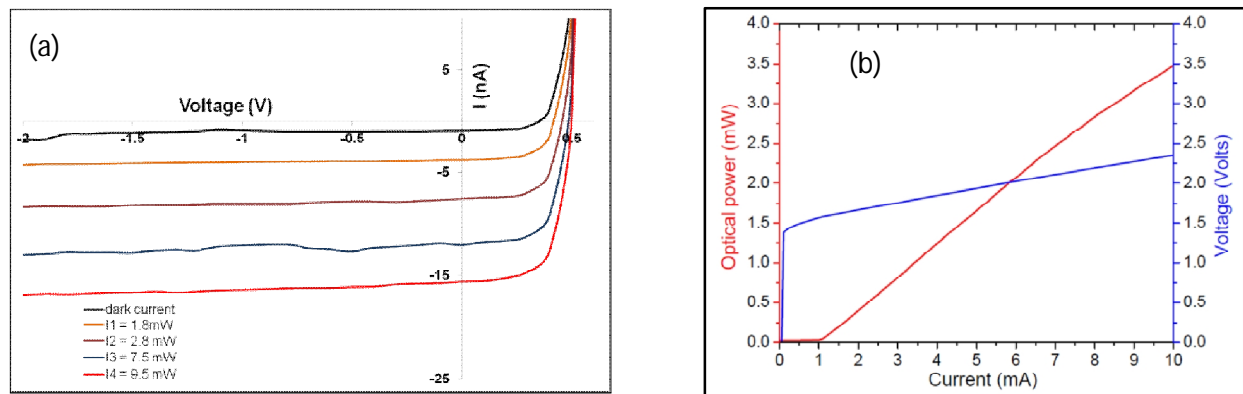 (a)
5
I (nA)
Voltage (V)
-2
-1.5
-1
-0.5
0
0.5
-5
-15
-25
dark current
I1 = 1.8mW
I2 = 2.8 mW
I3 = 7.5 mW
I4 = 9.5 mW
(b)
Optical power (mW)
4.0
3.5
3.0
2.5
2.0
1.5
1.0
0.5
0.0
0 1 2 3 4 5 6 7 8 9 10
Current (mA)
4.0
3.5
3.0
2.5
2.0
1.5
1.0
0.5
0.0
Voltage (Volts)